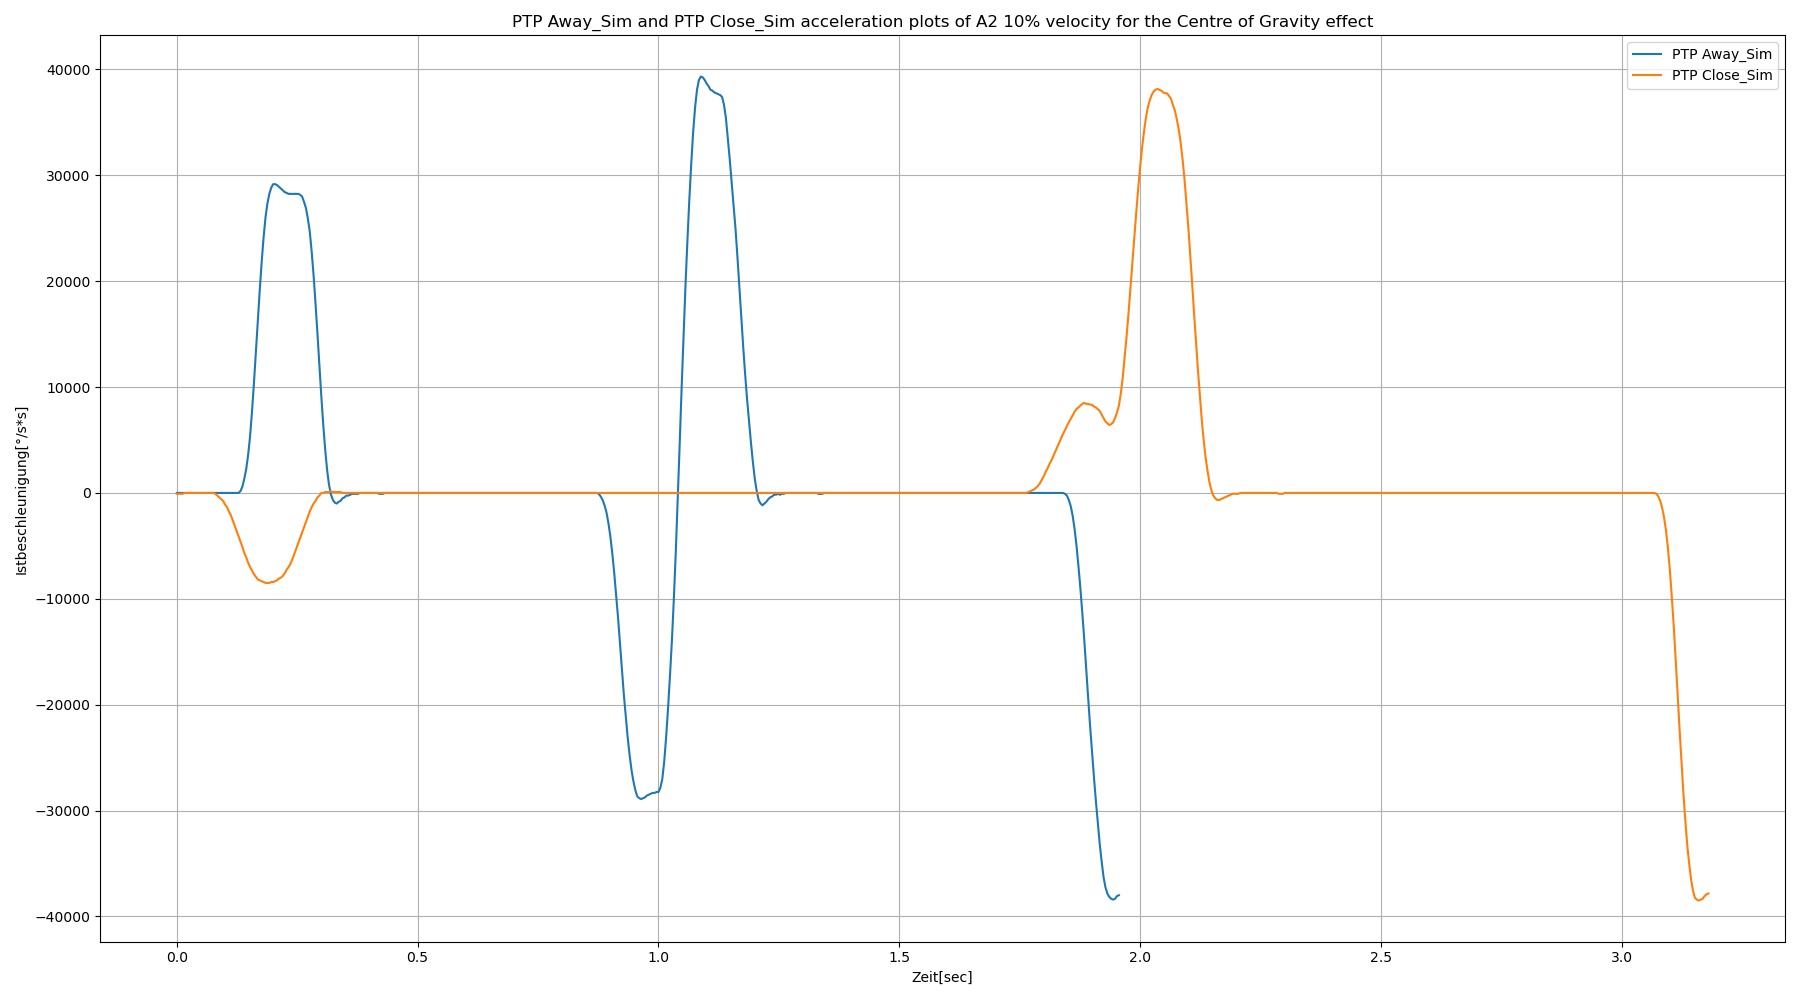 PTP Away_Sim and PTP Close_Sim acceleration plots of A2 10% velocity for the Centre of Gravity effect
PTP Away_Sim
PTP Close_Sim
Istbeschleunigung[°/s*s]
40000
30000
20000
10000
0
−10000
−20000
−30000
−40000
0.0 0.5 1.0 1.5 2.0 2.5 3.0
Zeit[sec]